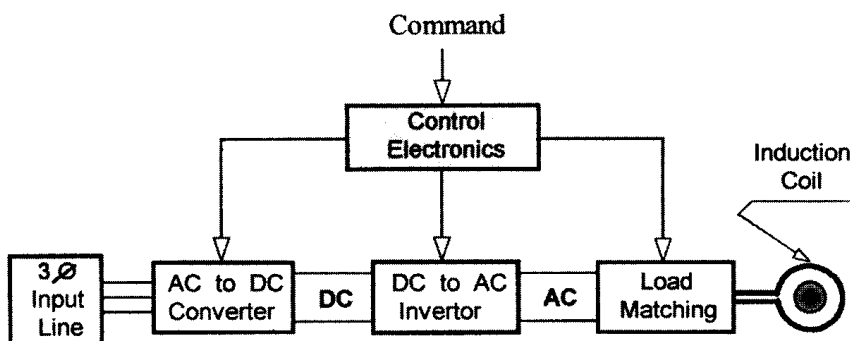 Command
Control
Electronics
Induction
Coil
3Ø
Input
Line
AC to DC
Converter
DC
DC to AC
Invertor
AC
Load
Matching